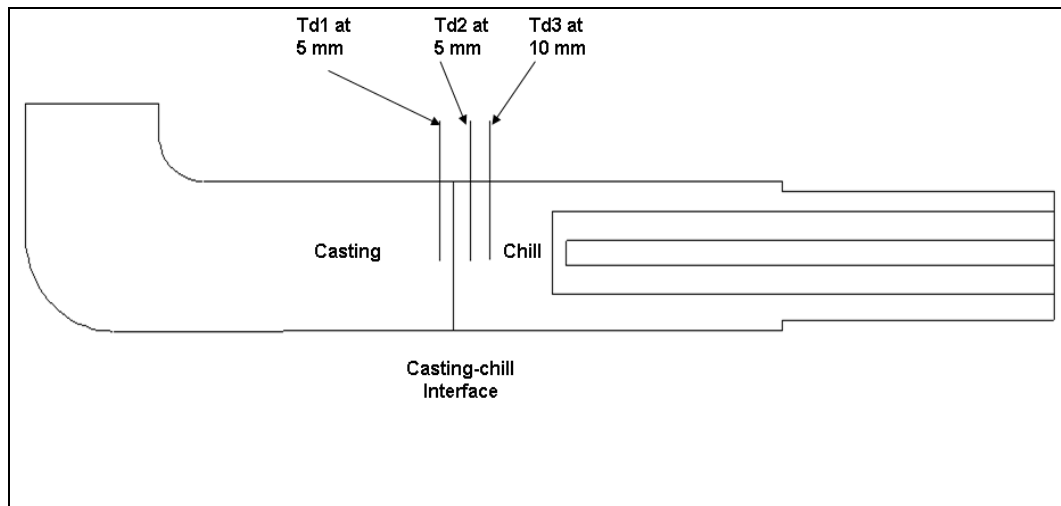 Td1 at
5 mm
Td2 at
5 mm
Td3 at
10 mm
Casting
Chill
Casting-chill
Interface